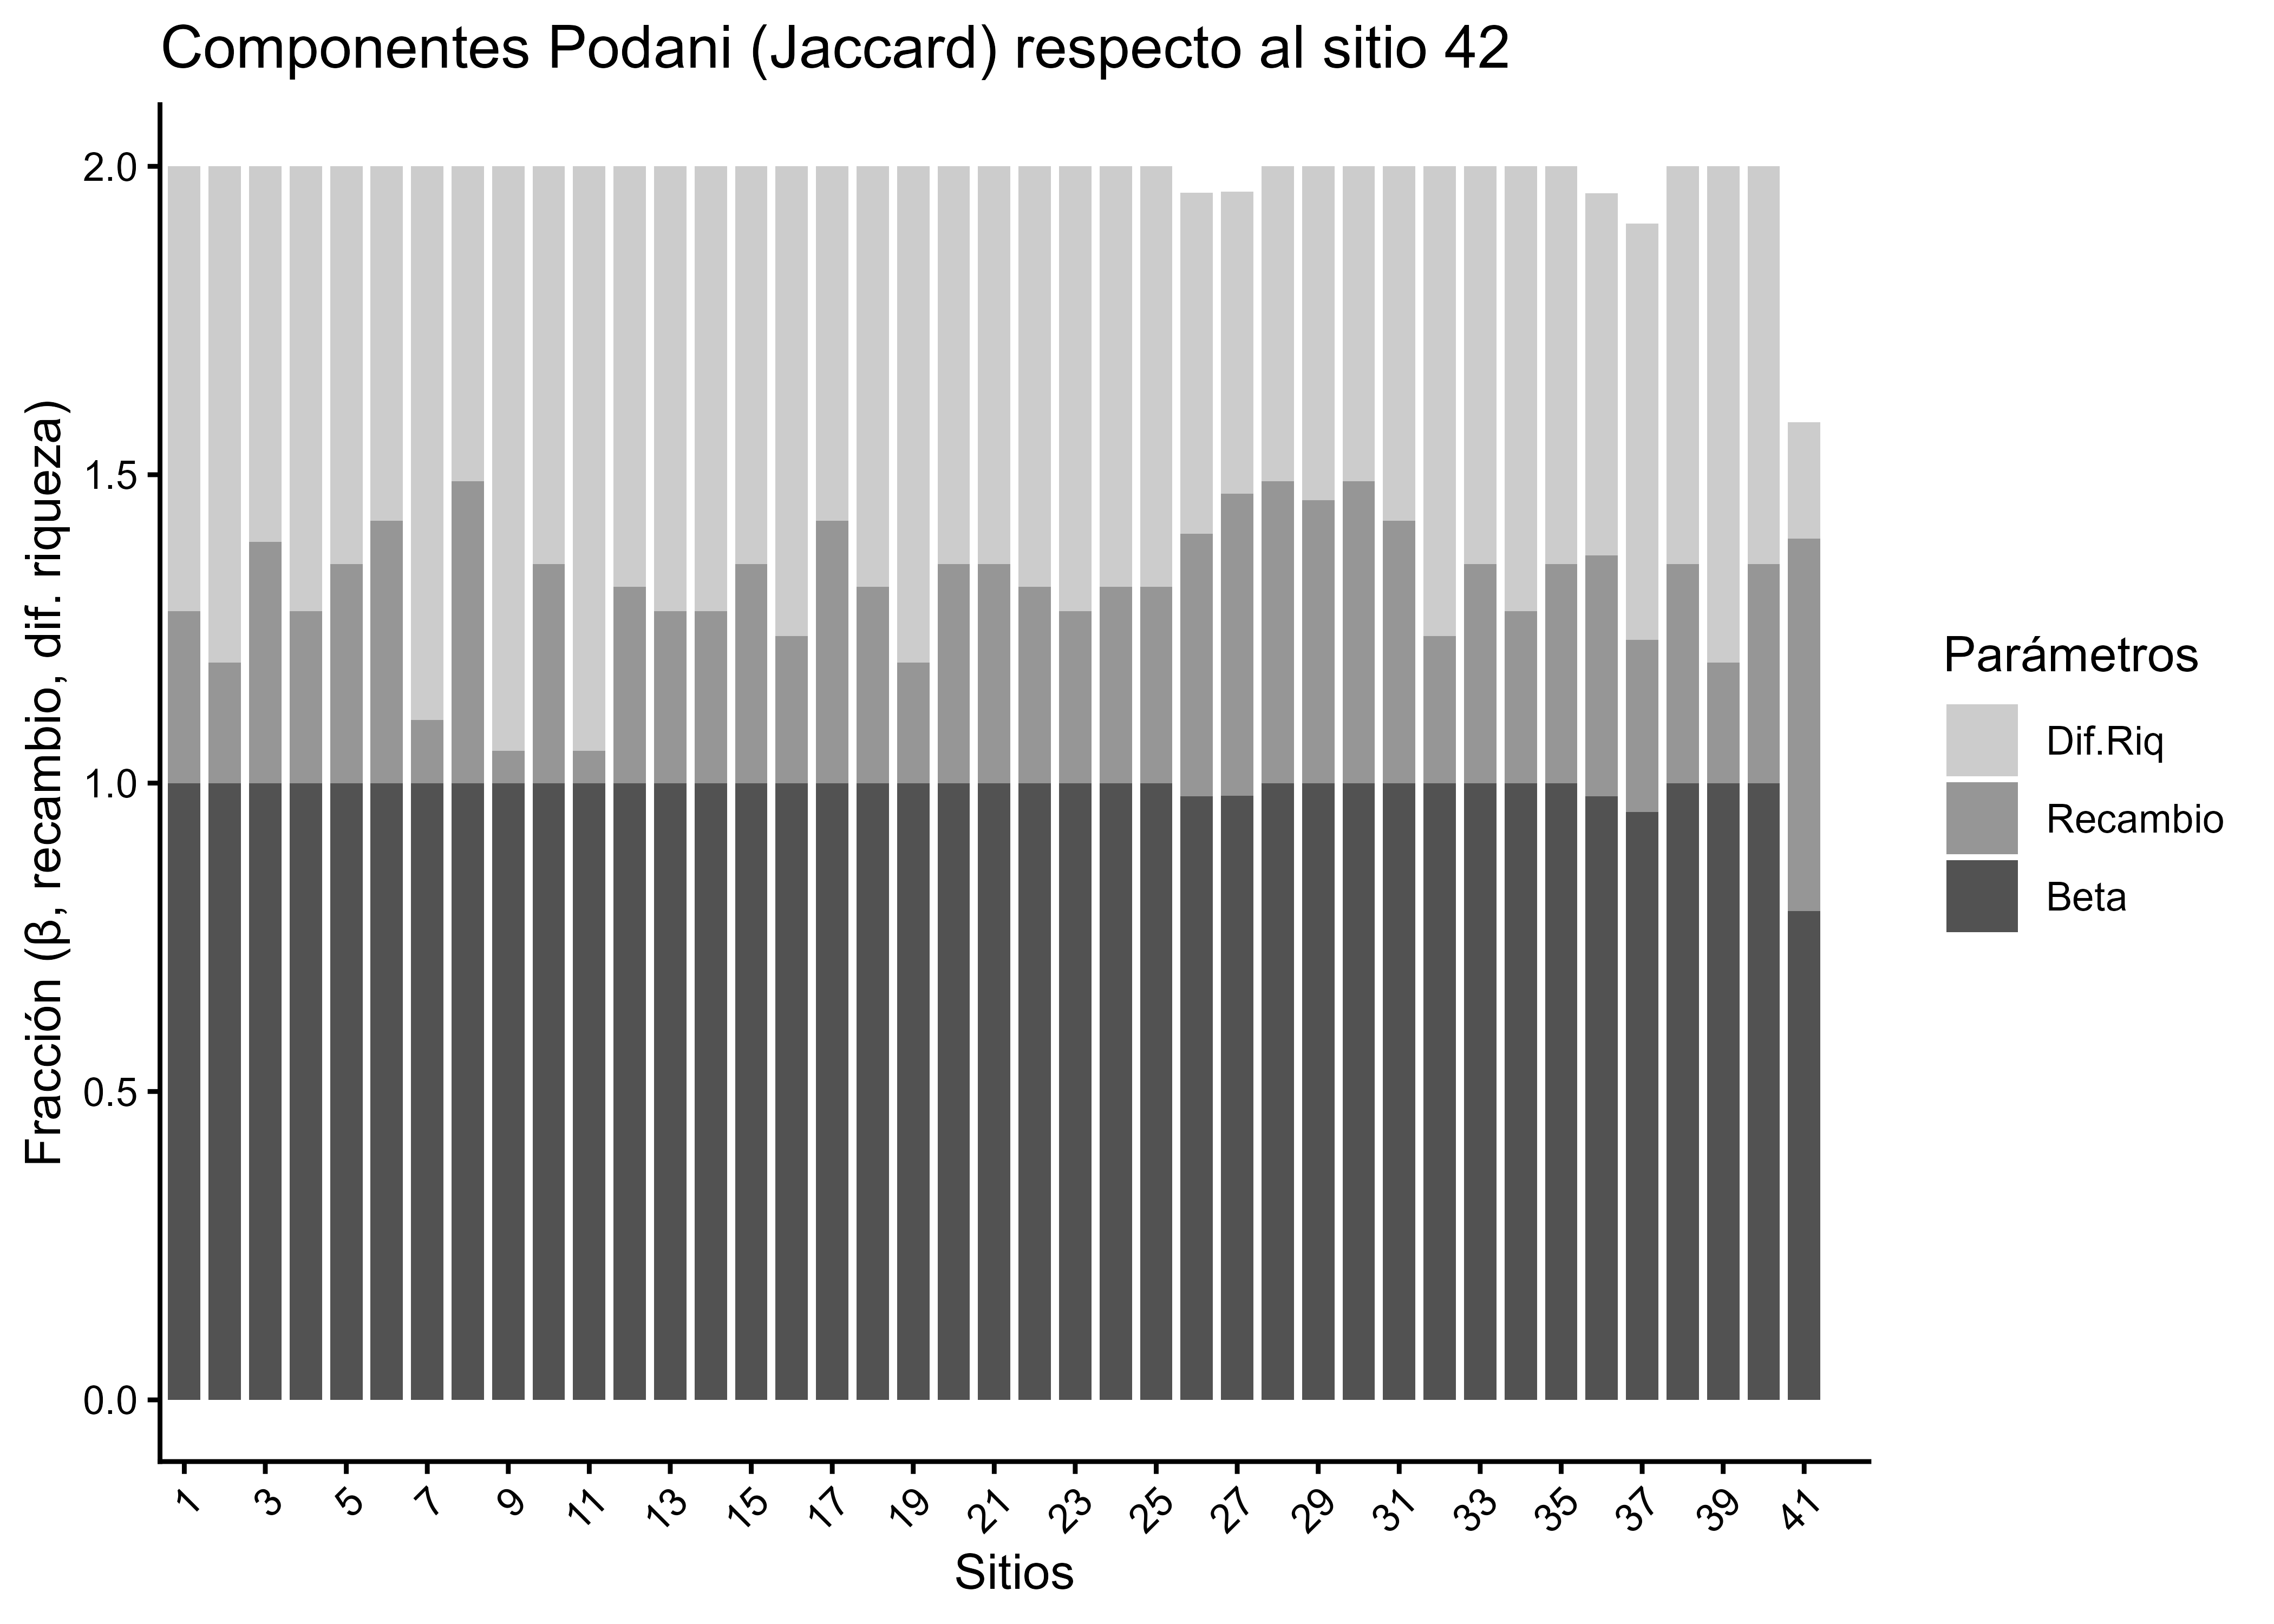 Componentes Podani (Jaccard) respecto al sitio 42
Fracción (β, recambio, dif. riqueza)
2.0
1.5
1.0
0.5
0.0
1 3 5 7 9 11 13 15 17 19 21 23 25 27 29 31 33 35 37 39 41
Sitios
Parámetros
Dif.Riq
Recambio
Beta